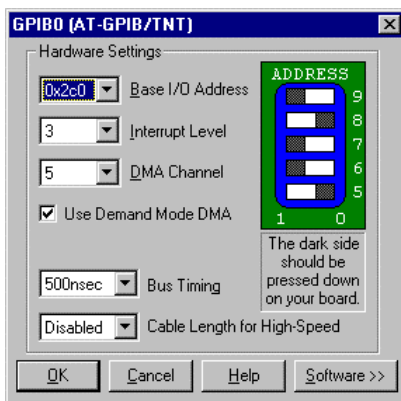 GPIB0 (AT-GPIB/TNT)
Hardware Settings
0x2c0 Base I/O Address
3 Interrupt Level
5 DMA Channel
Use Demand Mode DMA
500nsec Bus Timing
Disabled Cable Length for High-Speed
ADDRESS
9
8
7
6
5
1 0
The dark side
should be
pressed down
on your board.
OK Cancel Help Software >>